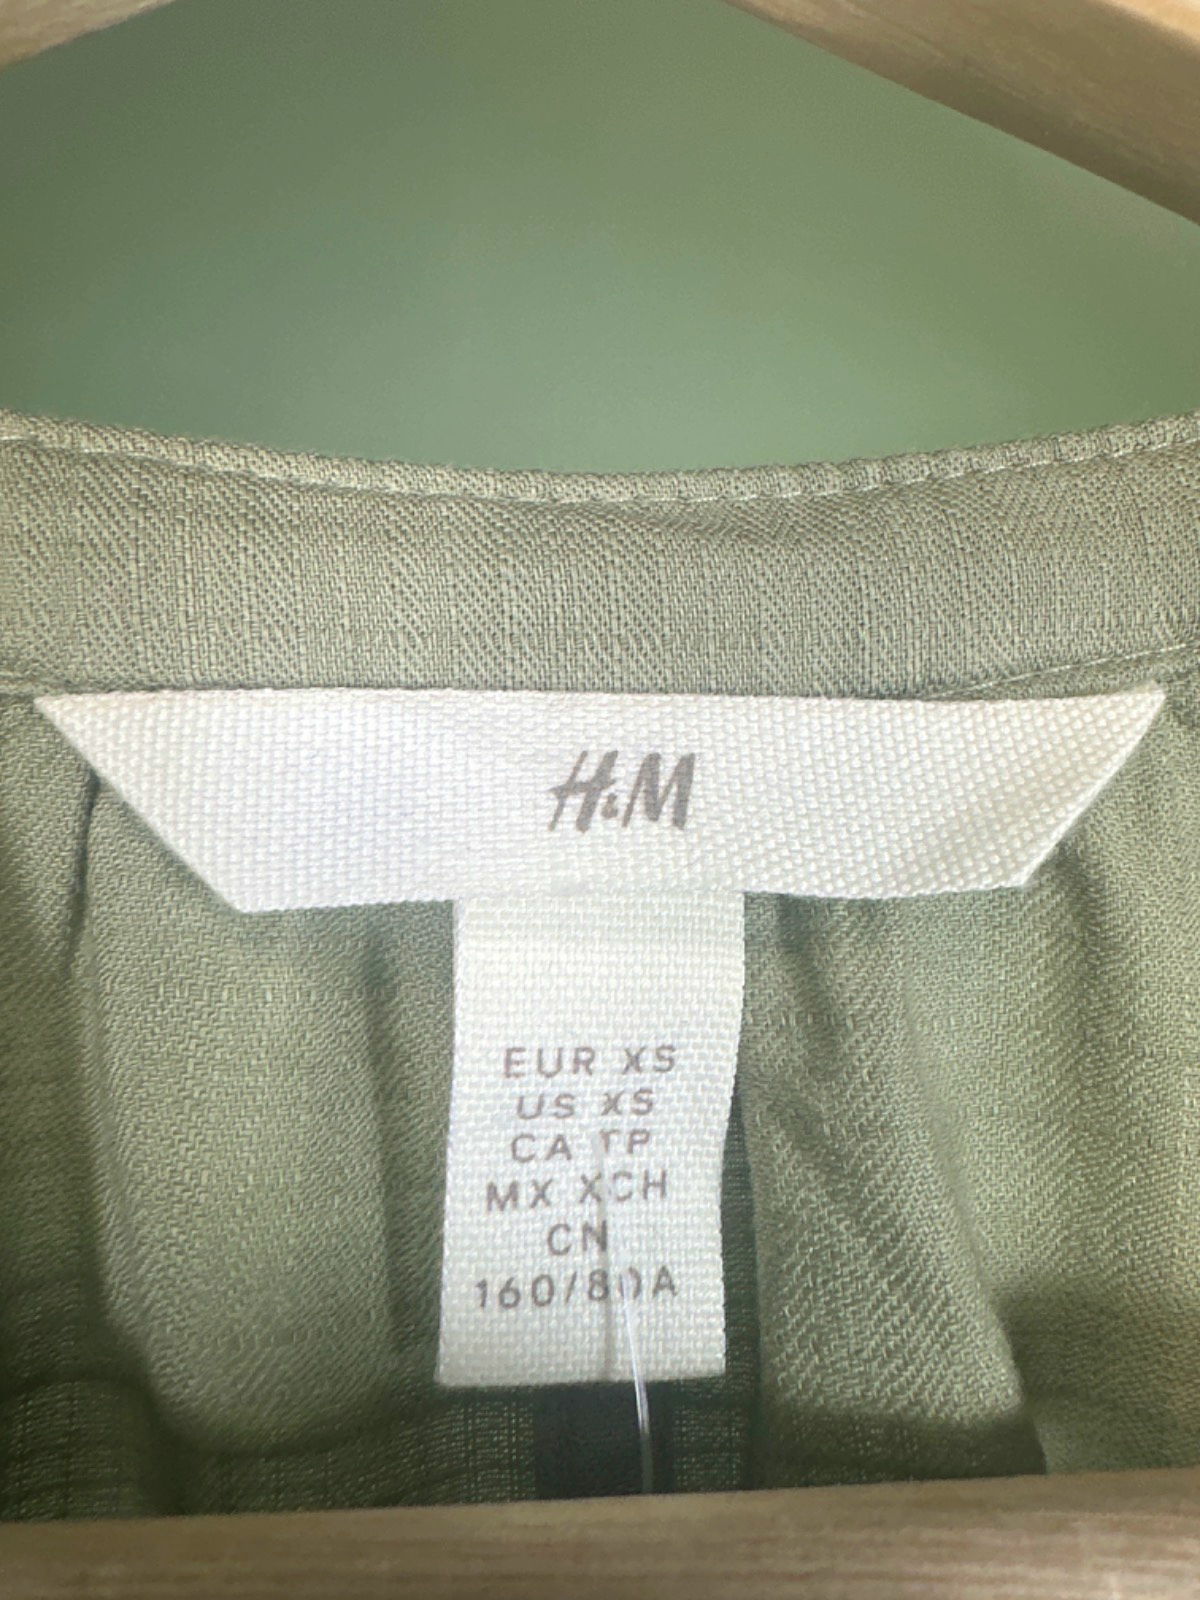 H&M
EUR XS
US XS
CA TP
MX XCH
CN
160/80A